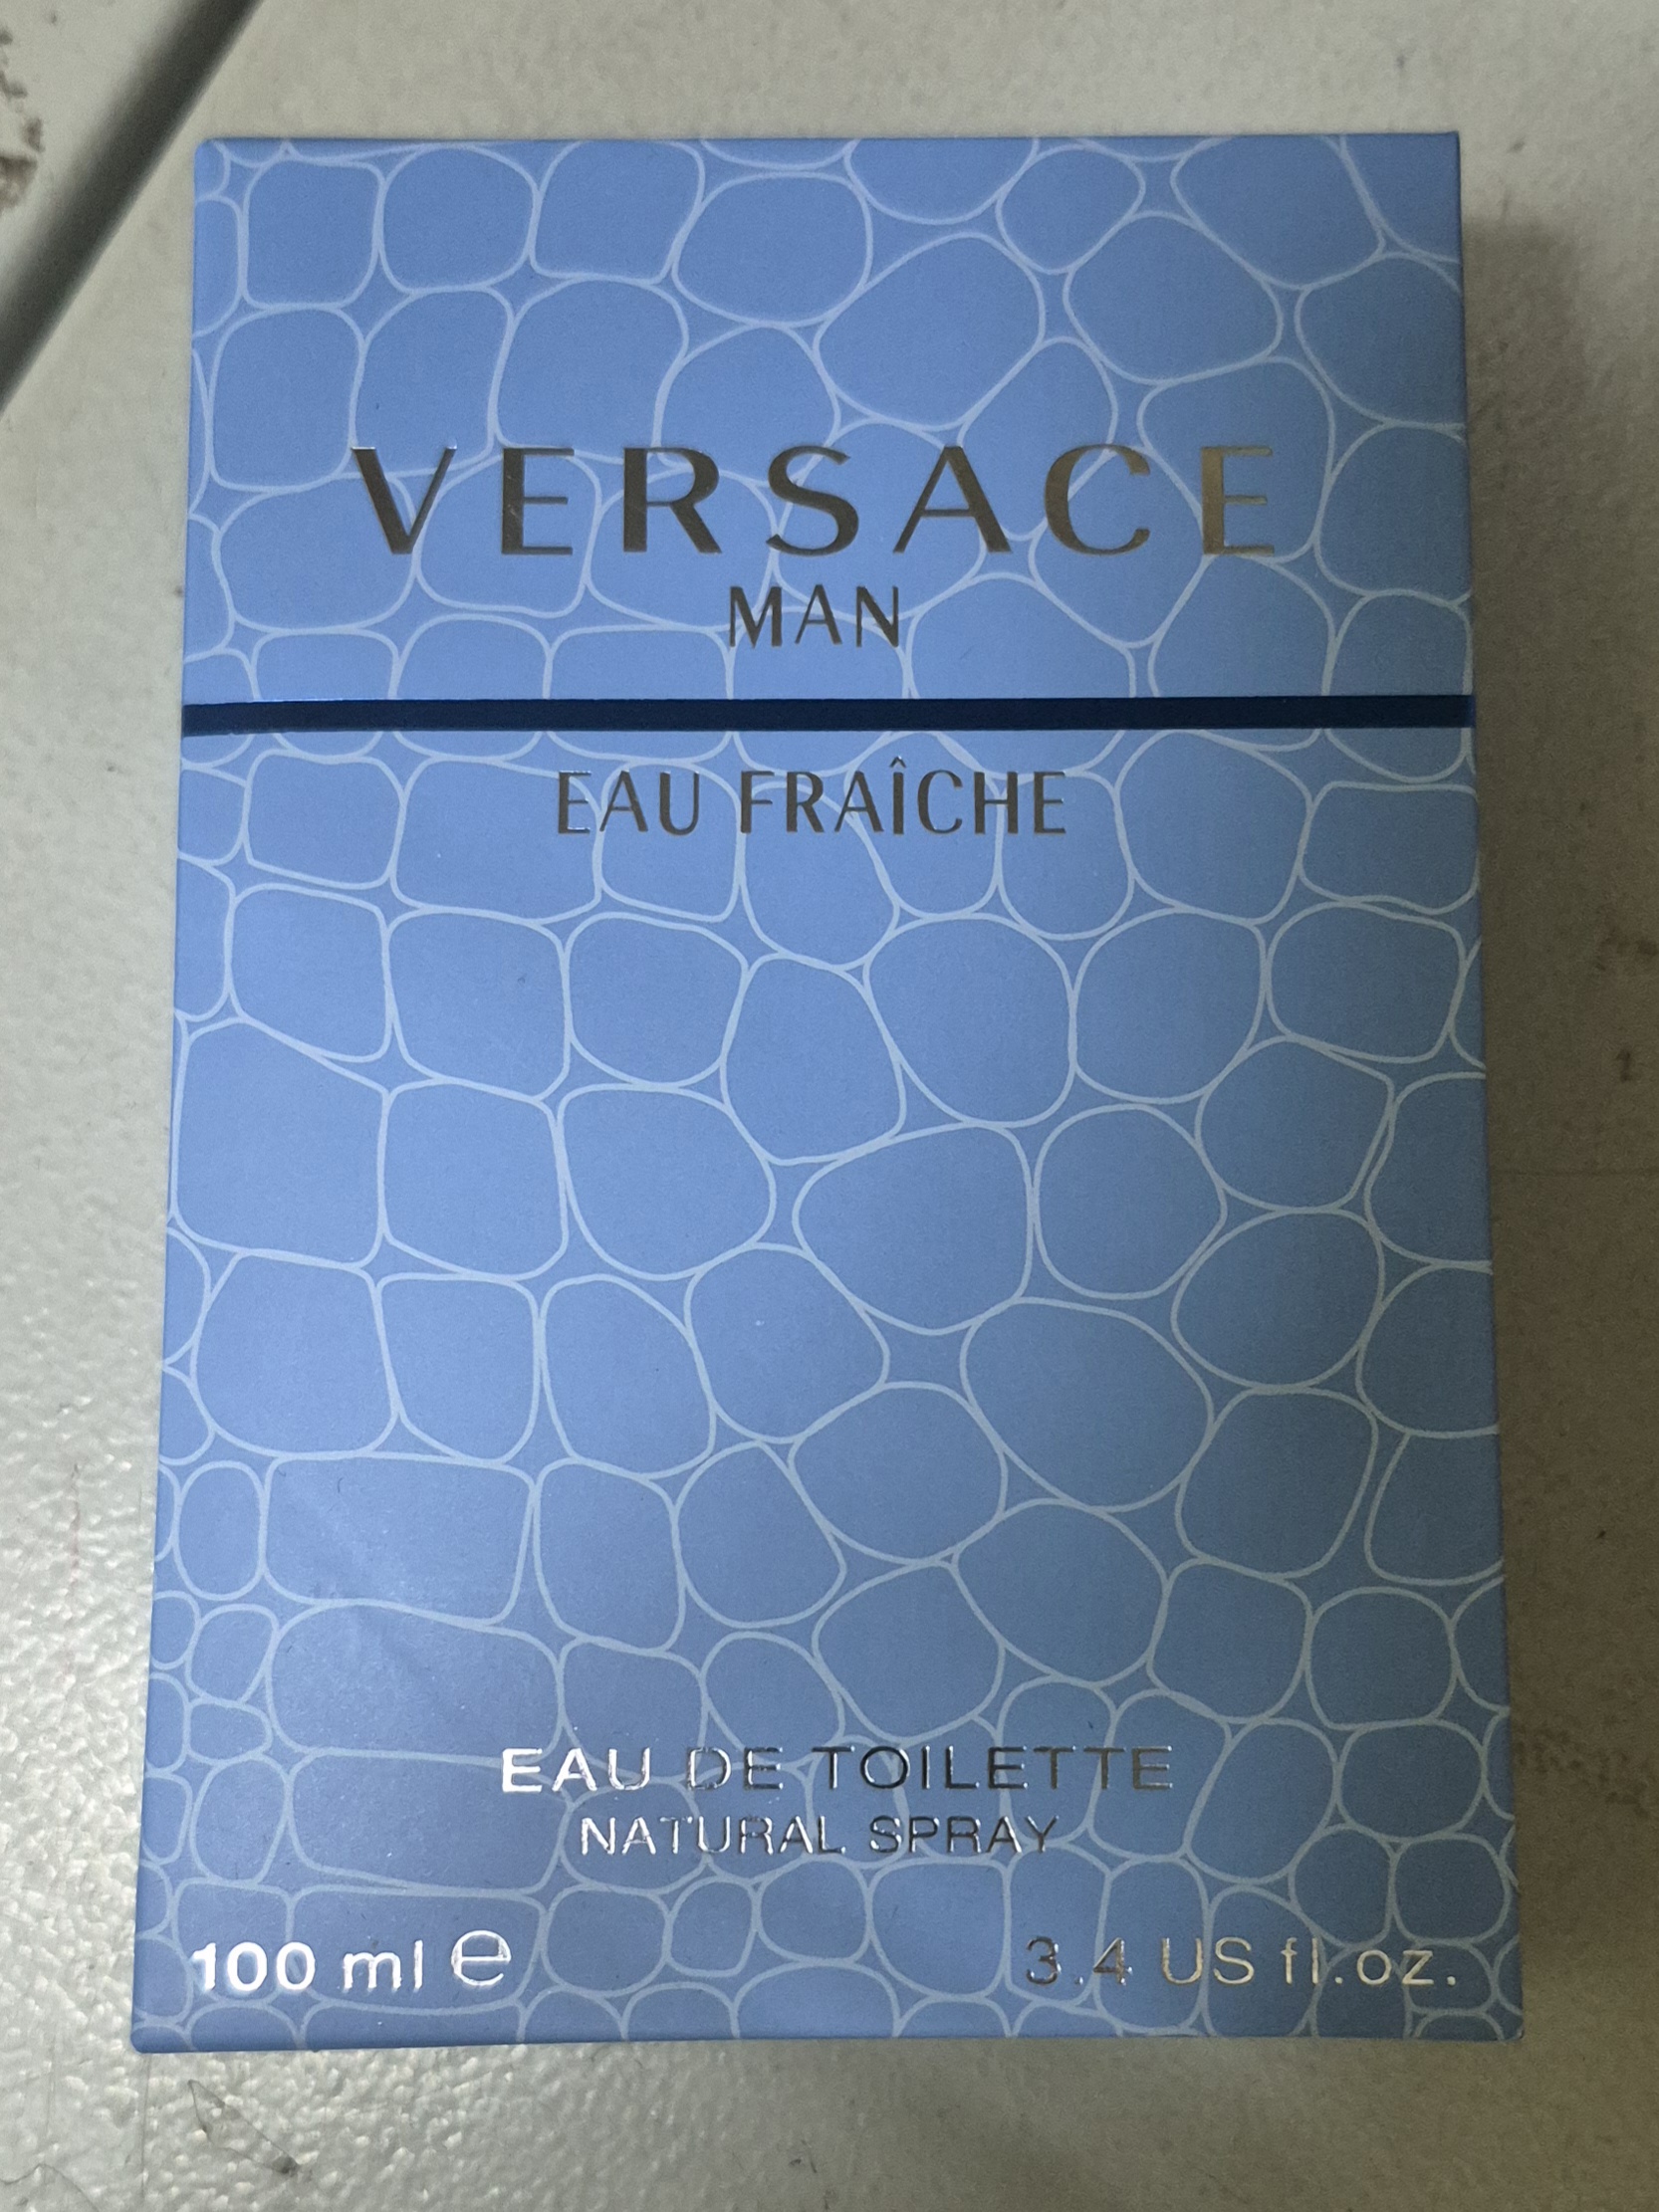 VERSACE
MAN
EAU FRAÎCHE
EAU DE TOILETTE
NATURAL SPRAY
100 ml ℮ 3.4 US fl.oz.